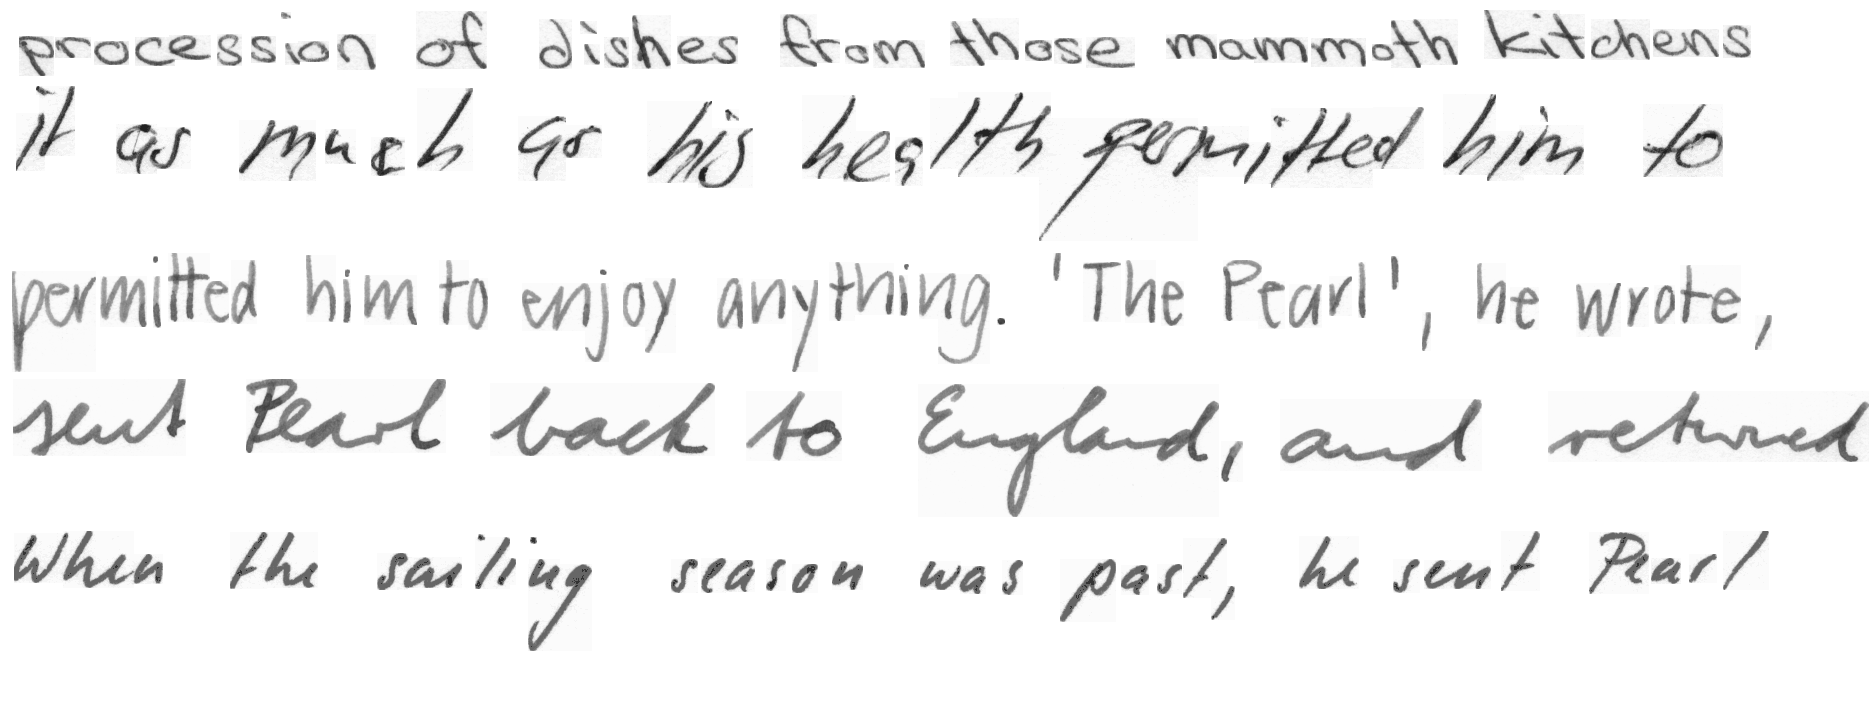 procession of dishes from those mammoth kitchens
it as much as his health permitted him to
permitted him to enjoy anything. 'The Pearl', he wrote,
sent Pearl back to England, and returned
When the sailing season was past, he sent Pearl